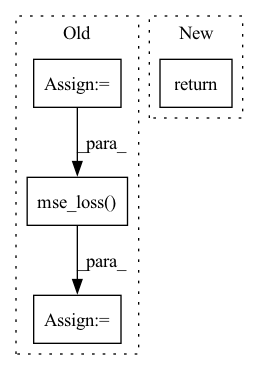 Old
New
Assign:=
return
_para_
mse_loss()
_para_
Assign:=